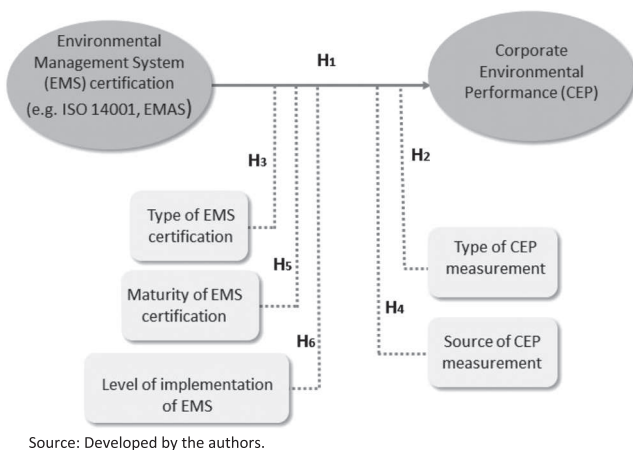 Environmental
Management System
(EMS) certification
(e.g. ISO 14001, EMAS)
H1
Corporate
Environmental
Performance (CEP)
H3
H2
Type of EMS
certification
Type of CEP
measurement
H5
Maturity of EMS
certification
H4
Source of CEP
measurement
H6
Level of implementation
of EMS
Source: Developed by the authors.